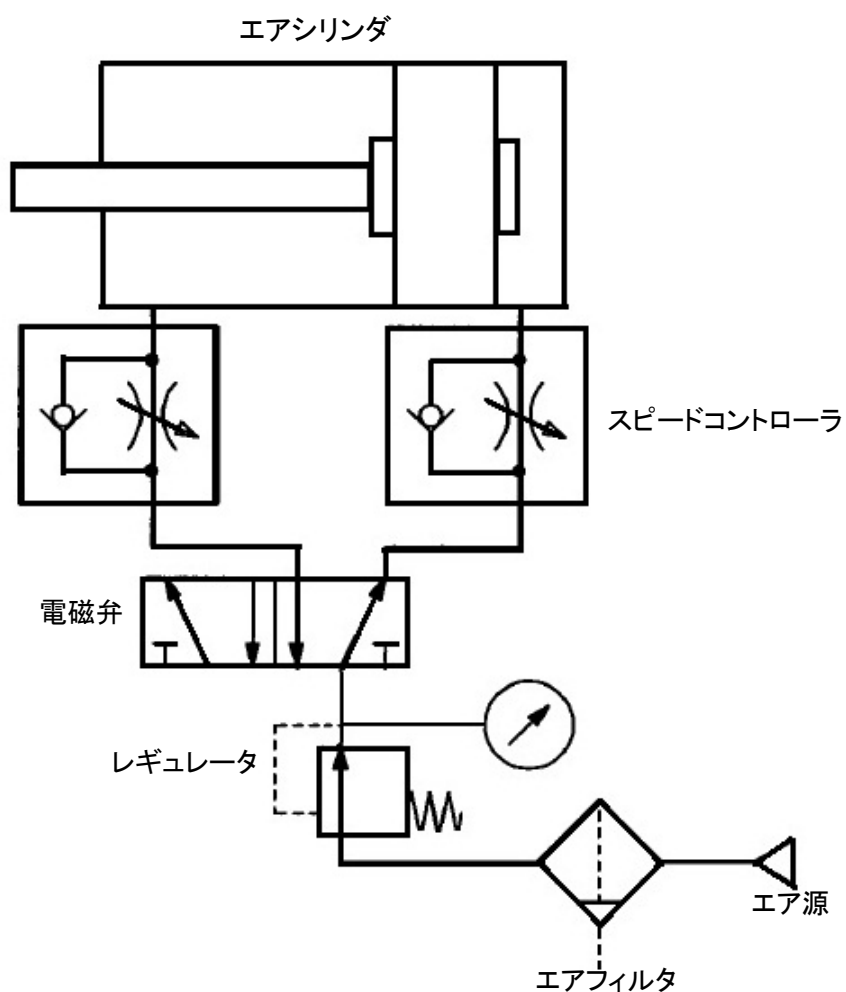 エアシリンダ
スピードコントローラ
電磁弁
レギュレータ
エア源
エアフィルタ